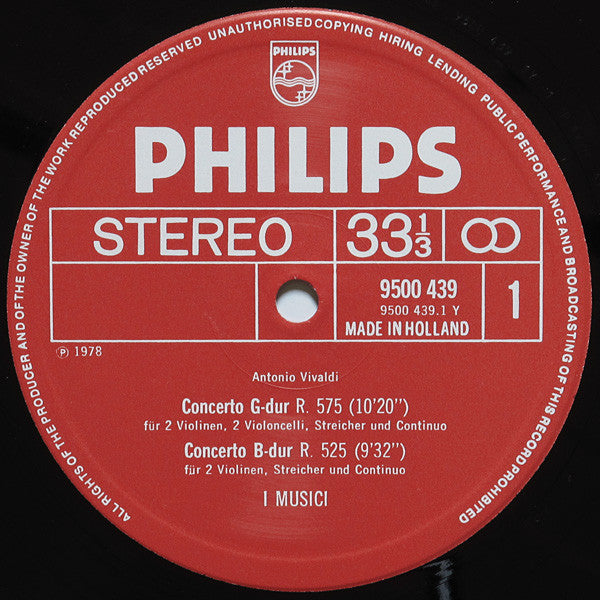 ALL RIGHTS OF THE PRODUCER AND OF THE OWNER OF THE WORK REPRODUCED RESERVED UNAUTHORISED COPYING HIRING LENDING PUBLIC PERFORMANCE AND BROADCASTING OF THIS RECORD PROHIBITED
PHILIPS
PHILIPS
STEREO 33 1/3
9500 439
9500 439.1 Y
MADE IN HOLLAND
1
℗ 1978
Antonio Vivaldi
Concerto G-dur R. 575 (10'20")
für 2 Violinen, 2 Violoncelli, Streicher und Continuo
Concerto B-dur R. 525 (9'32")
für 2 Violinen, Streicher und Continuo
I MUSICI